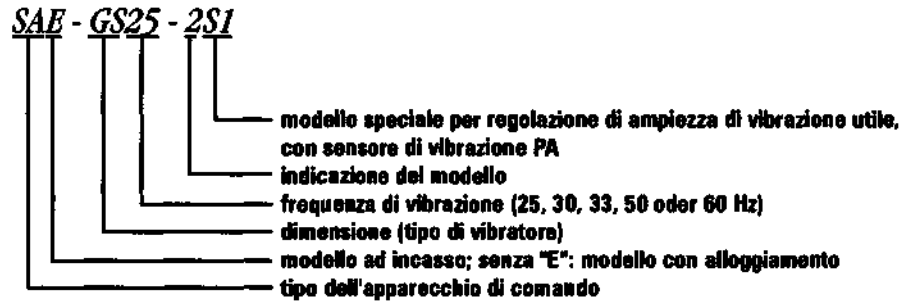 SAE - GS25 - 2S1
modello speciale per regolazione di ampiezza di vibrazione utile,
con sensore di vibrazione PA
indicazione del modello
frequenza di vibrazione (25, 30, 33, 50 oder 60 Hz)
dimensione (tipo di vibratore)
modello ad incasso; senza "E": modello con alloggiamento
tipo dell'apparecchio di comando